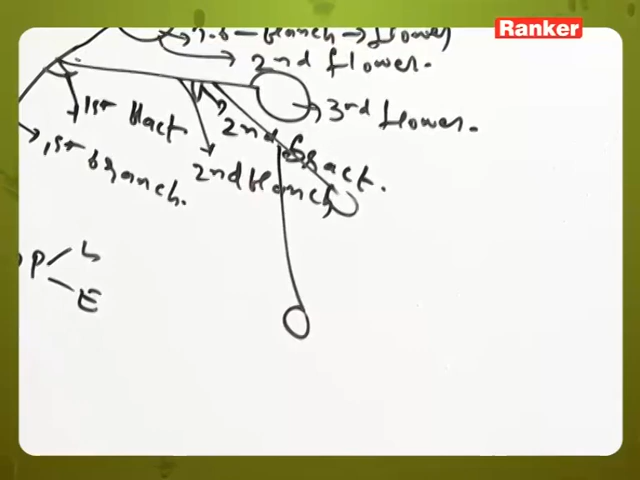 Ranker
branch → flower
2nd flower.
3rd flower.
1st bract
2nd bract.
1st branch.
2nd branch
P
L
E